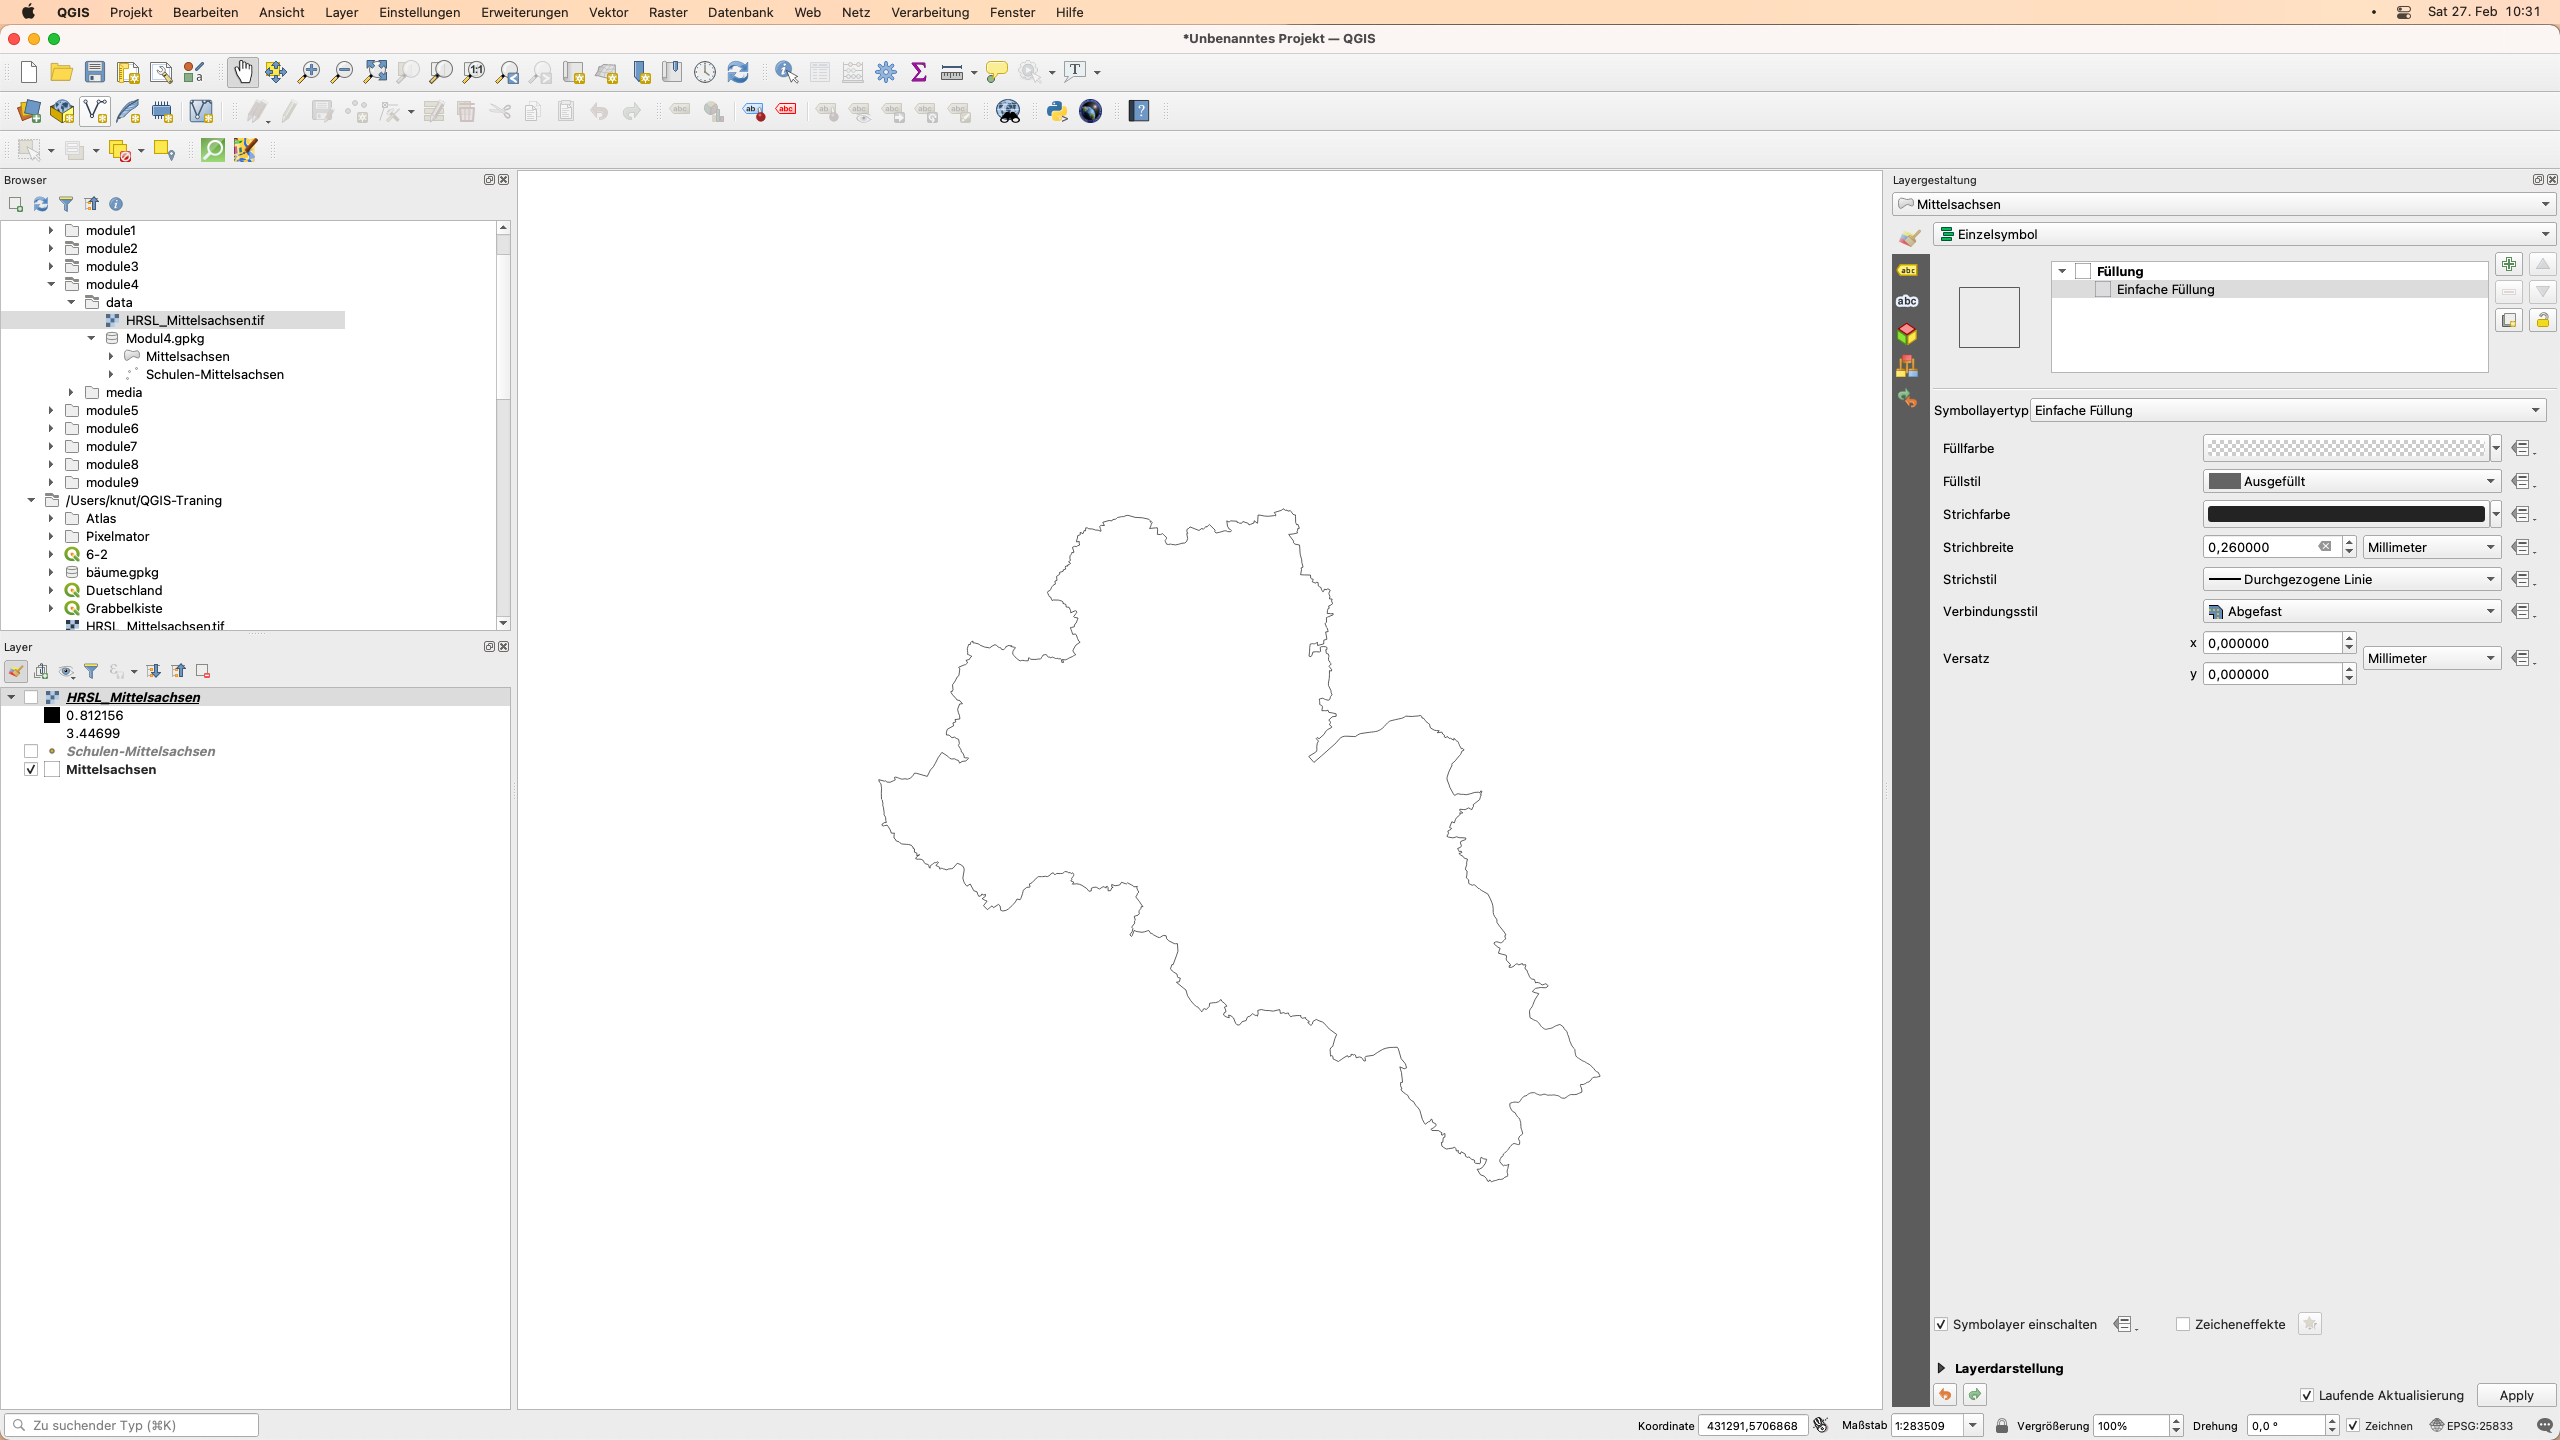 QGIS Projekt Bearbeiten Ansicht Layer Einstellungen Erweiterungen Vektor Raster Datenbank Web Netz Verarbeitung Fenster Hilfe Sat 27. Feb 10:31
*Unbenanntes Projekt — QGIS
Browser
module1
module2
module3
module4
data
HRSL_Mittelsachsen.tif
Modul4.gpkg
Mittelsachsen
Schulen-Mittelsachsen
media
module5
module6
module7
module8
module9
/Users/knut/QGIS-Traning
Atlas
Pixelmator
6-2
bäume.gpkg
Duetschland
Grabbelkiste
HRSL_Mittelsachsen.tif
Layer
HRSL_Mittelsachsen
0.812156
3.44699
Schulen-Mittelsachsen
Mittelsachsen
Layergestaltung
Mittelsachsen
Einzelsymbol
Füllung
Einfache Füllung
Symbollayertyp Einfache Füllung
Füllfarbe
Füllstil Ausgefüllt
Strichfarbe
Strichbreite 0,260000 Millimeter
Strichstil Durchgezogene Linie
Verbindungsstil Abgefast
Versatz x 0,000000 Millimeter
y 0,000000
Symbolayer einschalten Zeicheneffekte
Layerdarstellung
Laufende Aktualisierung Apply
Zu suchender Typ (⌘K) Koordinate 431291,5706868 Maßstab 1:283509 Vergrößerung 100% Drehung 0,0 ° Zeichnen EPSG:25833